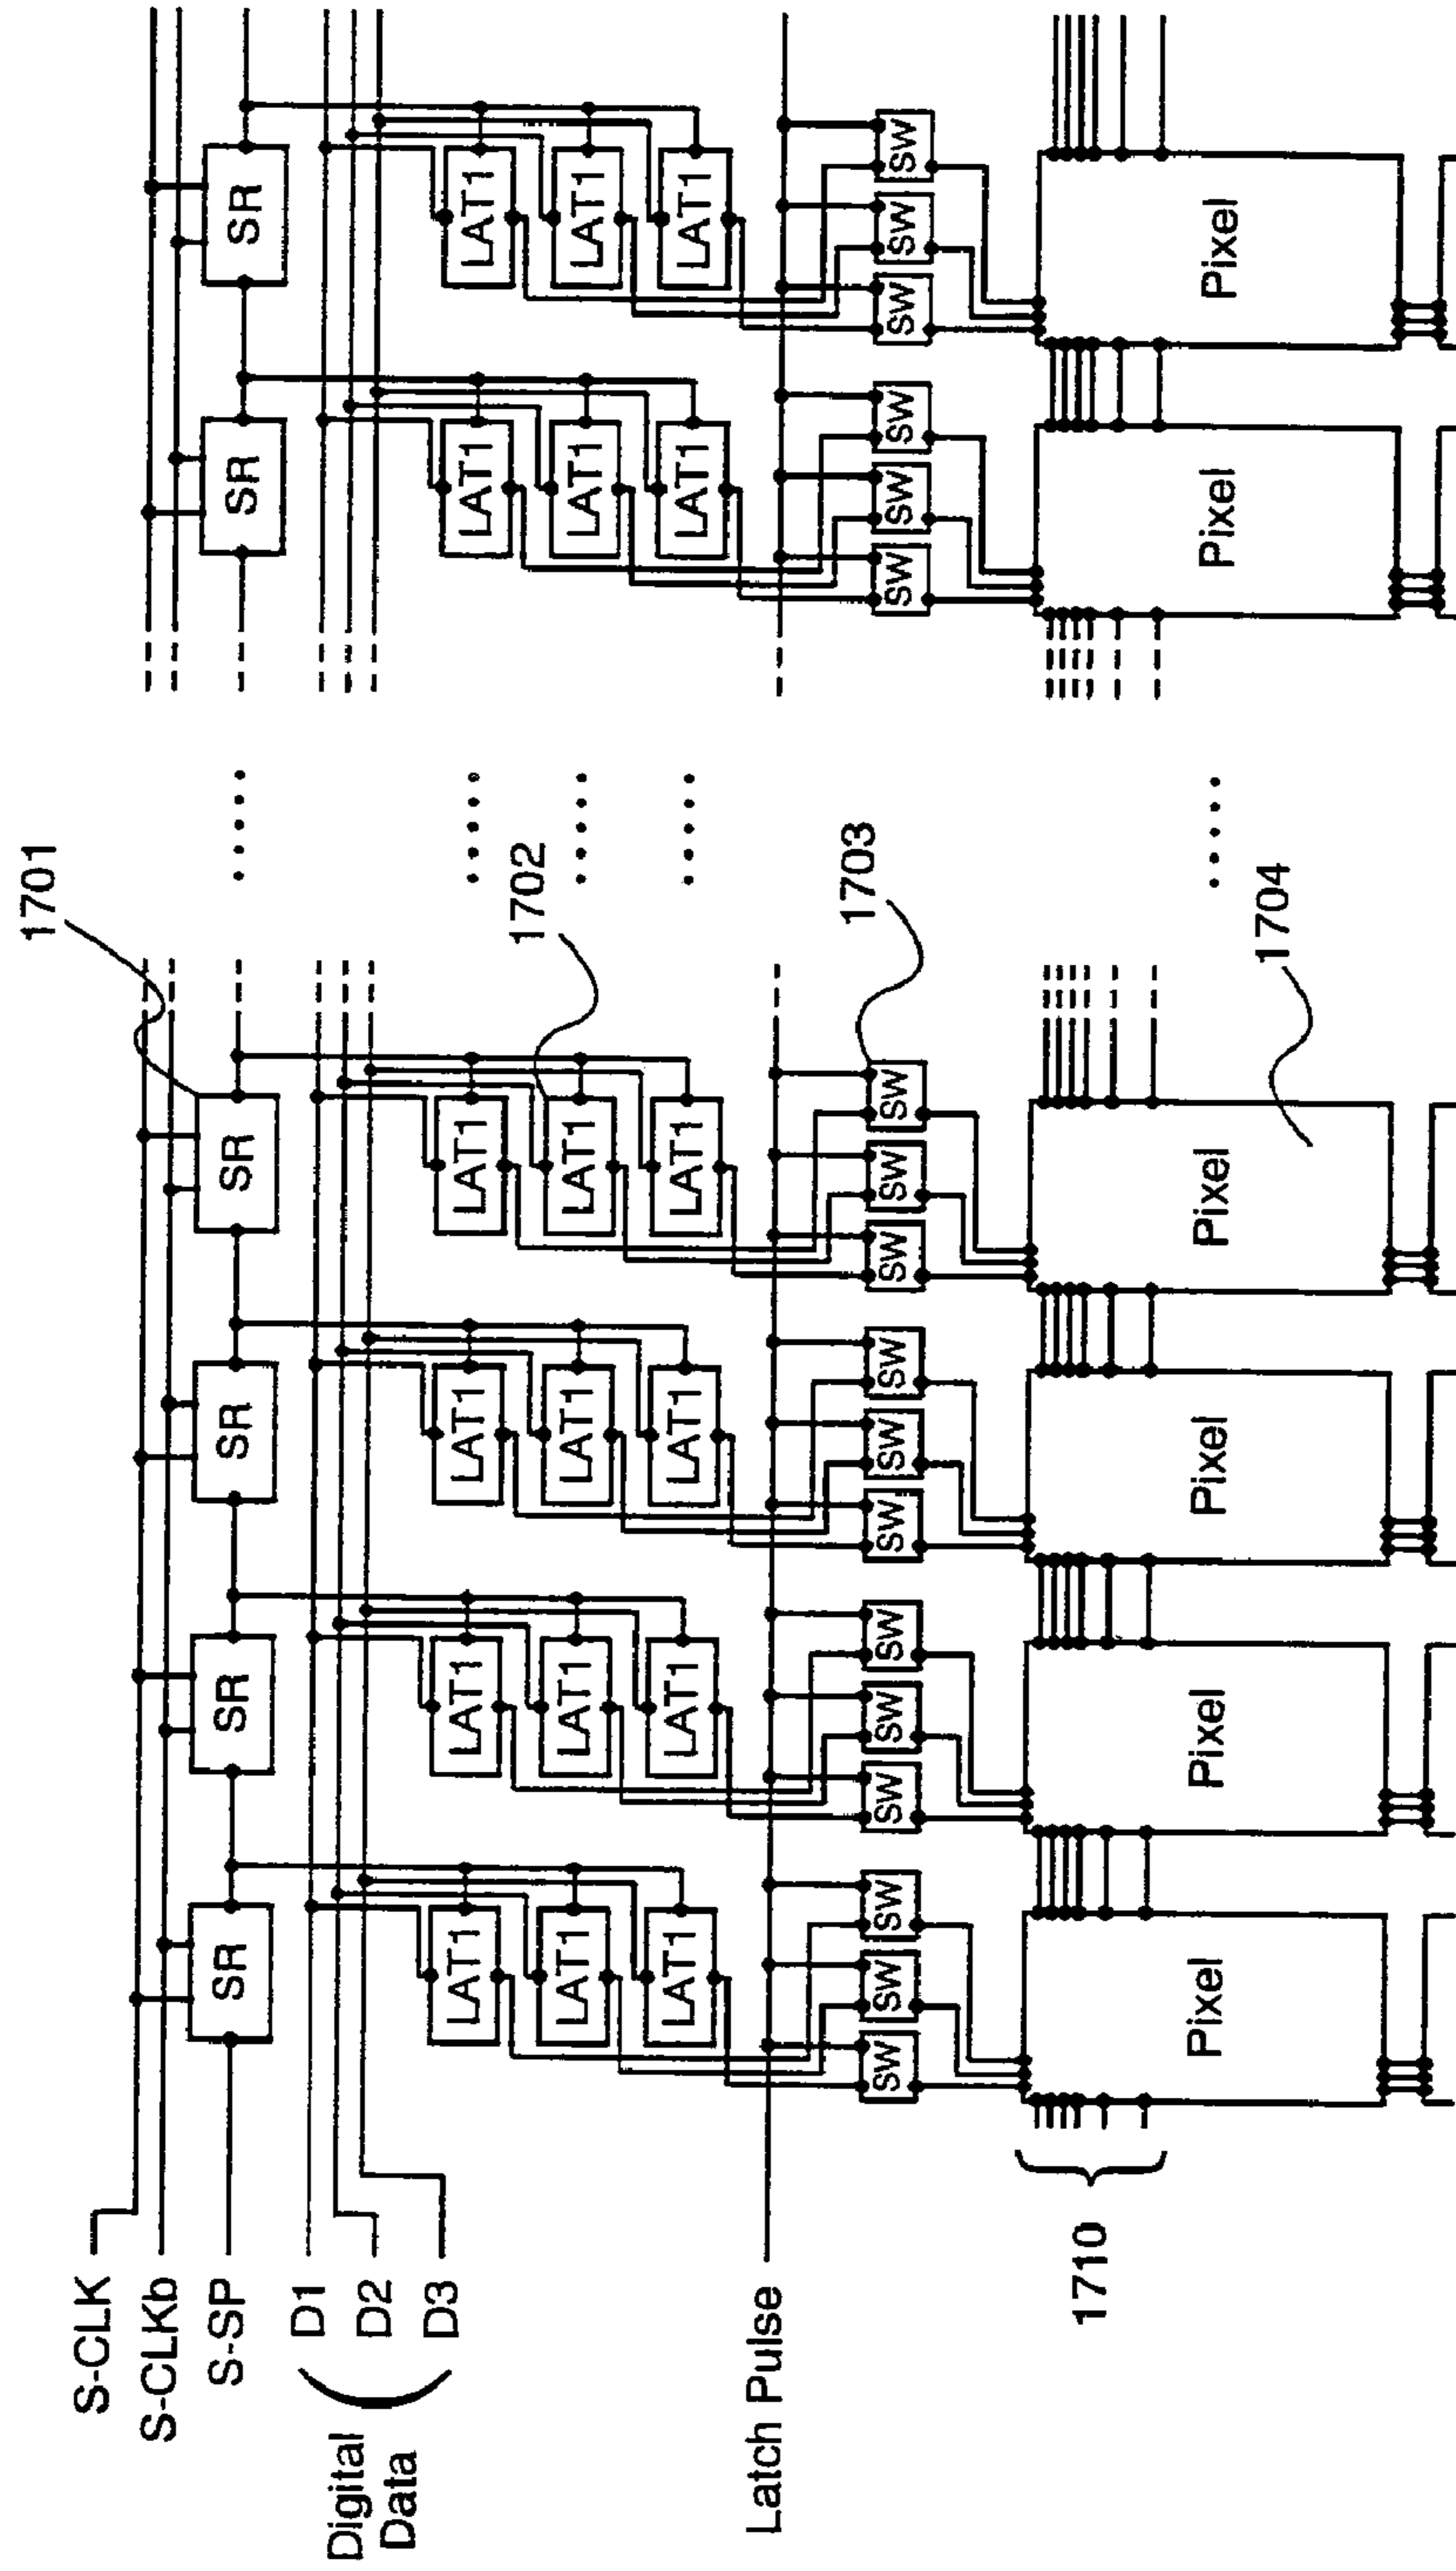 1701
S-CLK
S-CLKb
S-SP
SR SR SR SR SR SR
Digital
Data
D1
D2
D3
LAT1 LAT1 LAT1 LAT1 LAT1 LAT1
1702
LAT1 LAT1 LAT1 LAT1 LAT1 LAT1
LAT1 LAT1 LAT1 LAT1 LAT1 LAT1
Latch Pulse
1703
SW SW SW SW SW SW SW SW SW SW SW SW SW SW SW SW SW SW
1710
1704
Pixel Pixel Pixel Pixel Pixel Pixel